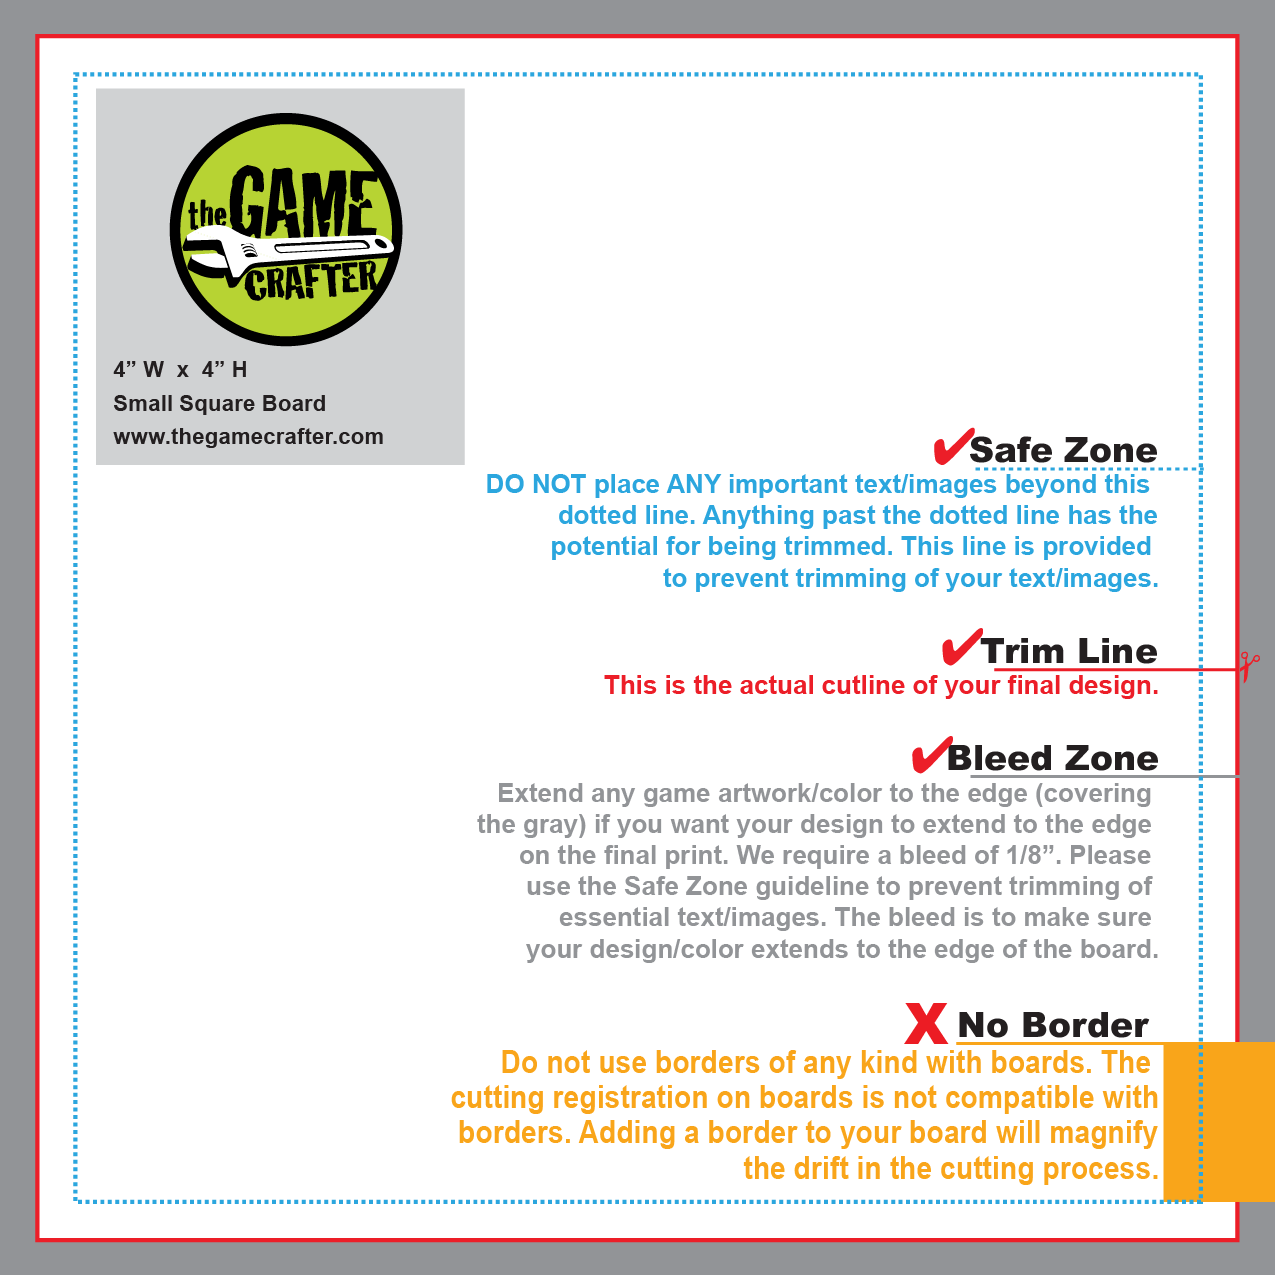 the GAME
CRAFTER
4” W x 4” H
Small Square Board
www.thegamecrafter.com
Safe Zone
DO NOT place ANY important text/images beyond this
dotted line. Anything past the dotted line has the
potential for being trimmed. This line is provided
to prevent trimming of your text/images.
Trim Line
This is the actual cutline of your final design.
Bleed Zone
Extend any game artwork/color to the edge (covering
the gray) if you want your design to extend to the edge
on the final print. We require a bleed of 1/8”. Please
use the Safe Zone guideline to prevent trimming of
essential text/images. The bleed is to make sure
your design/color extends to the edge of the board.
X No Border
Do not use borders of any kind with boards. The
cutting registration on boards is not compatible with
borders. Adding a border to your board will magnify
the drift in the cutting process.